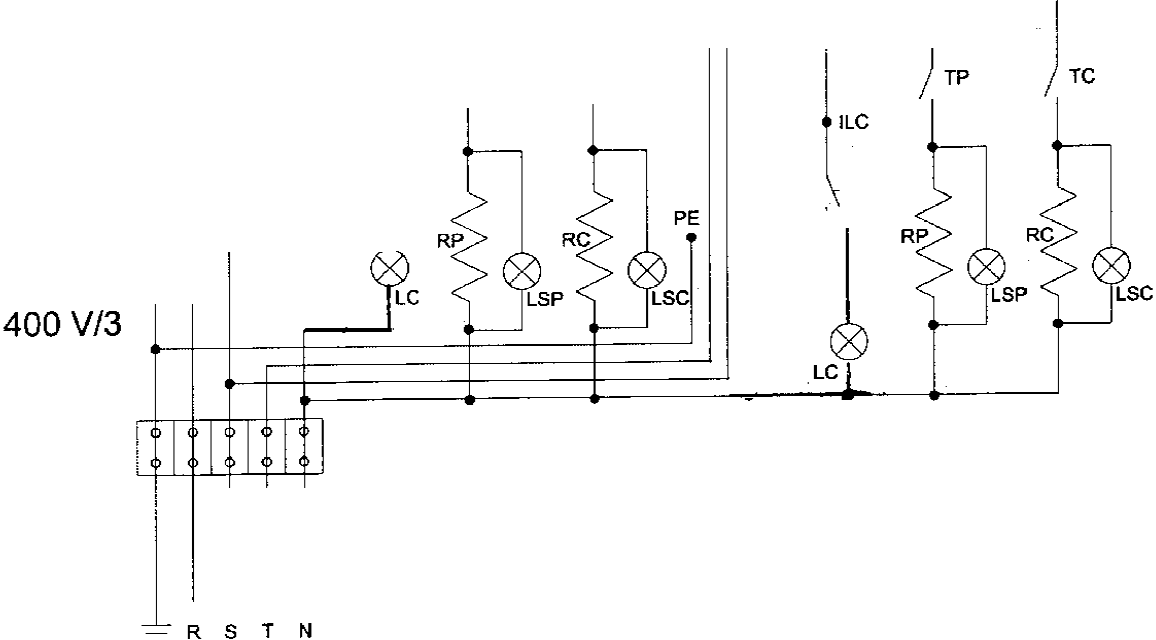 TP
TC
ILC
PE
RP
RC
RP
RC
LC
LSP
LSC
LSP
LSC
400 V/3
LC
R S T N